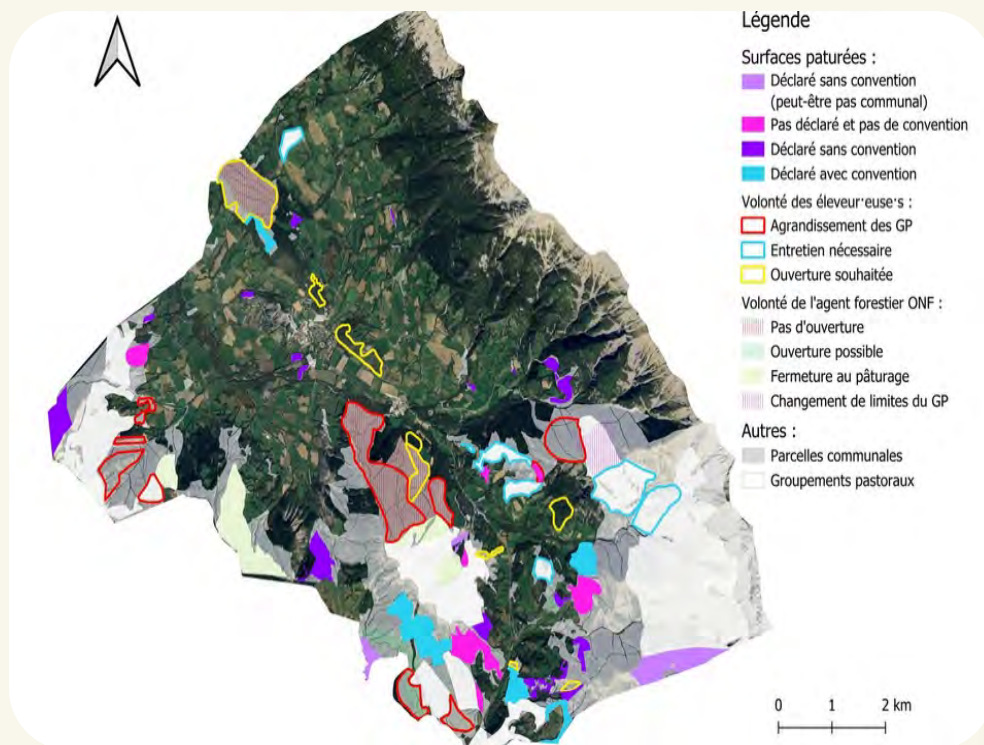 Légende
Surfaces paturées :
Déclaré sans convention
(peut-être pas communal)
Pas déclaré et pas de convention
Déclaré sans convention
Déclaré avec convention
Volonté des éleveur·euse·s :
Agrandissement des GP
Entretien nécessaire
Ouverture souhaitée
Volonté de l'agent forestier ONF :
Pas d'ouverture
Ouverture possible
Fermeture au pâturage
Changement de limites du GP
Autres :
Parcelles communales
Groupements pastoraux
0 1 2 km